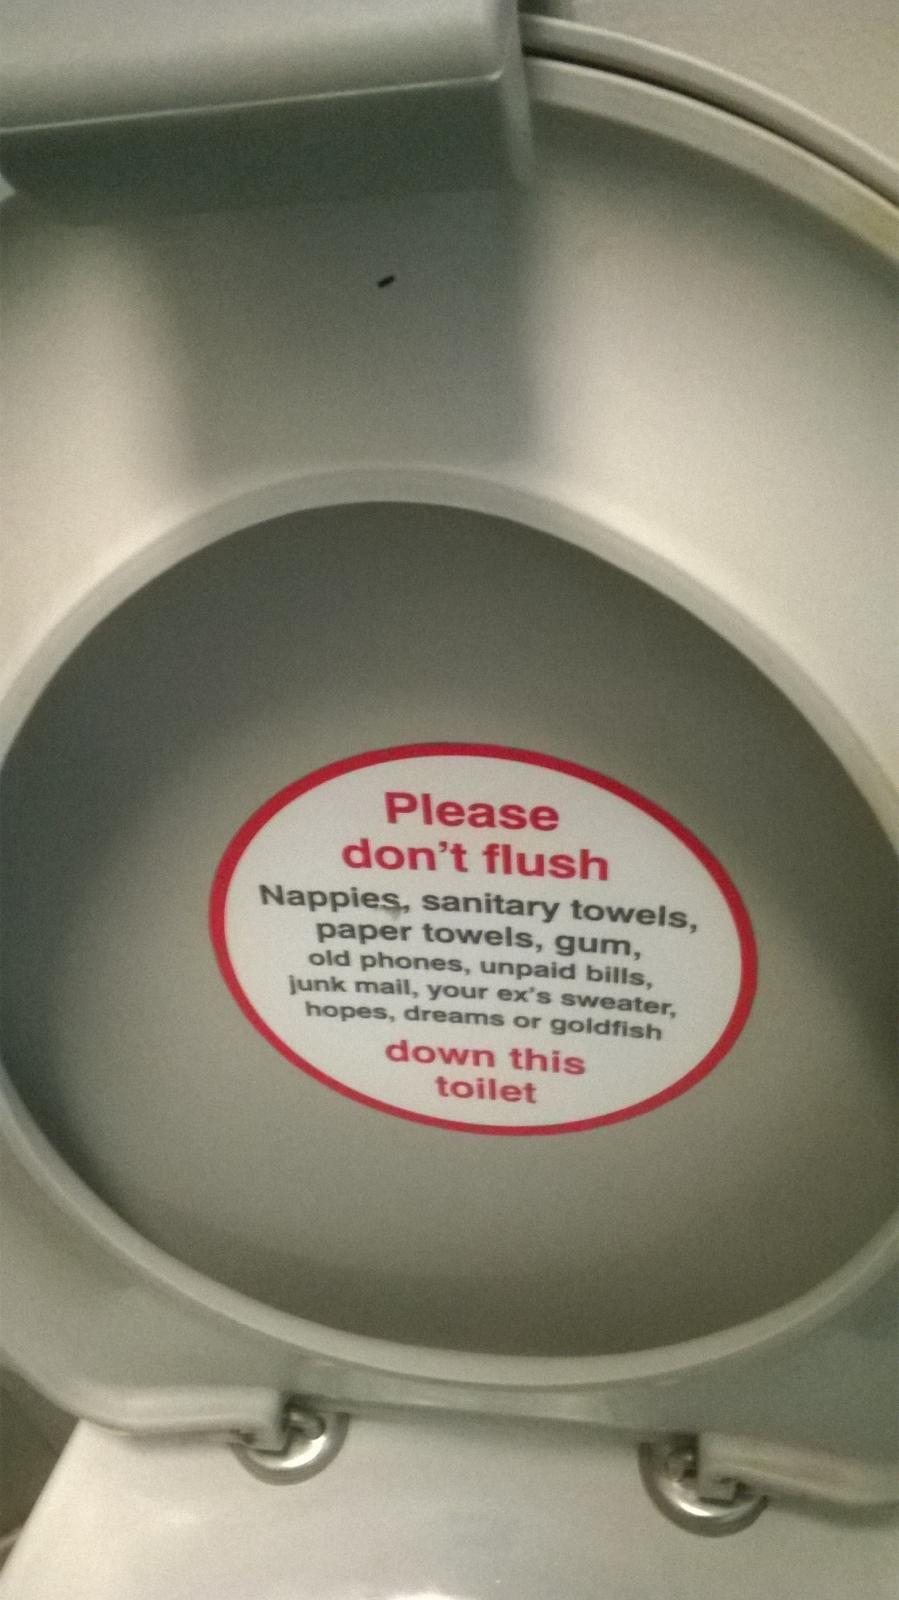 Please
don't flush
Nappies, sanitary towels,
paper towels, gum,
old phones, unpaid bills,
junk mail, your ex's sweater,
hopes, dreams or goldfish
down this
toilet